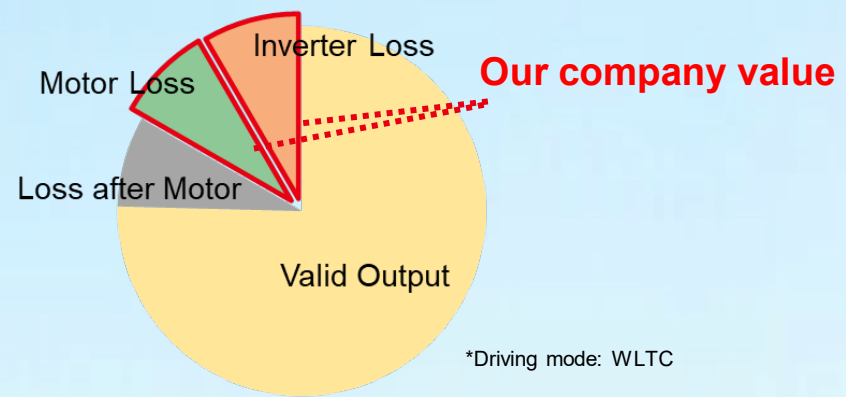 Inverter Loss
Our company value
Motor Loss
Loss after Motor
Valid Output
*Driving mode: WLTC